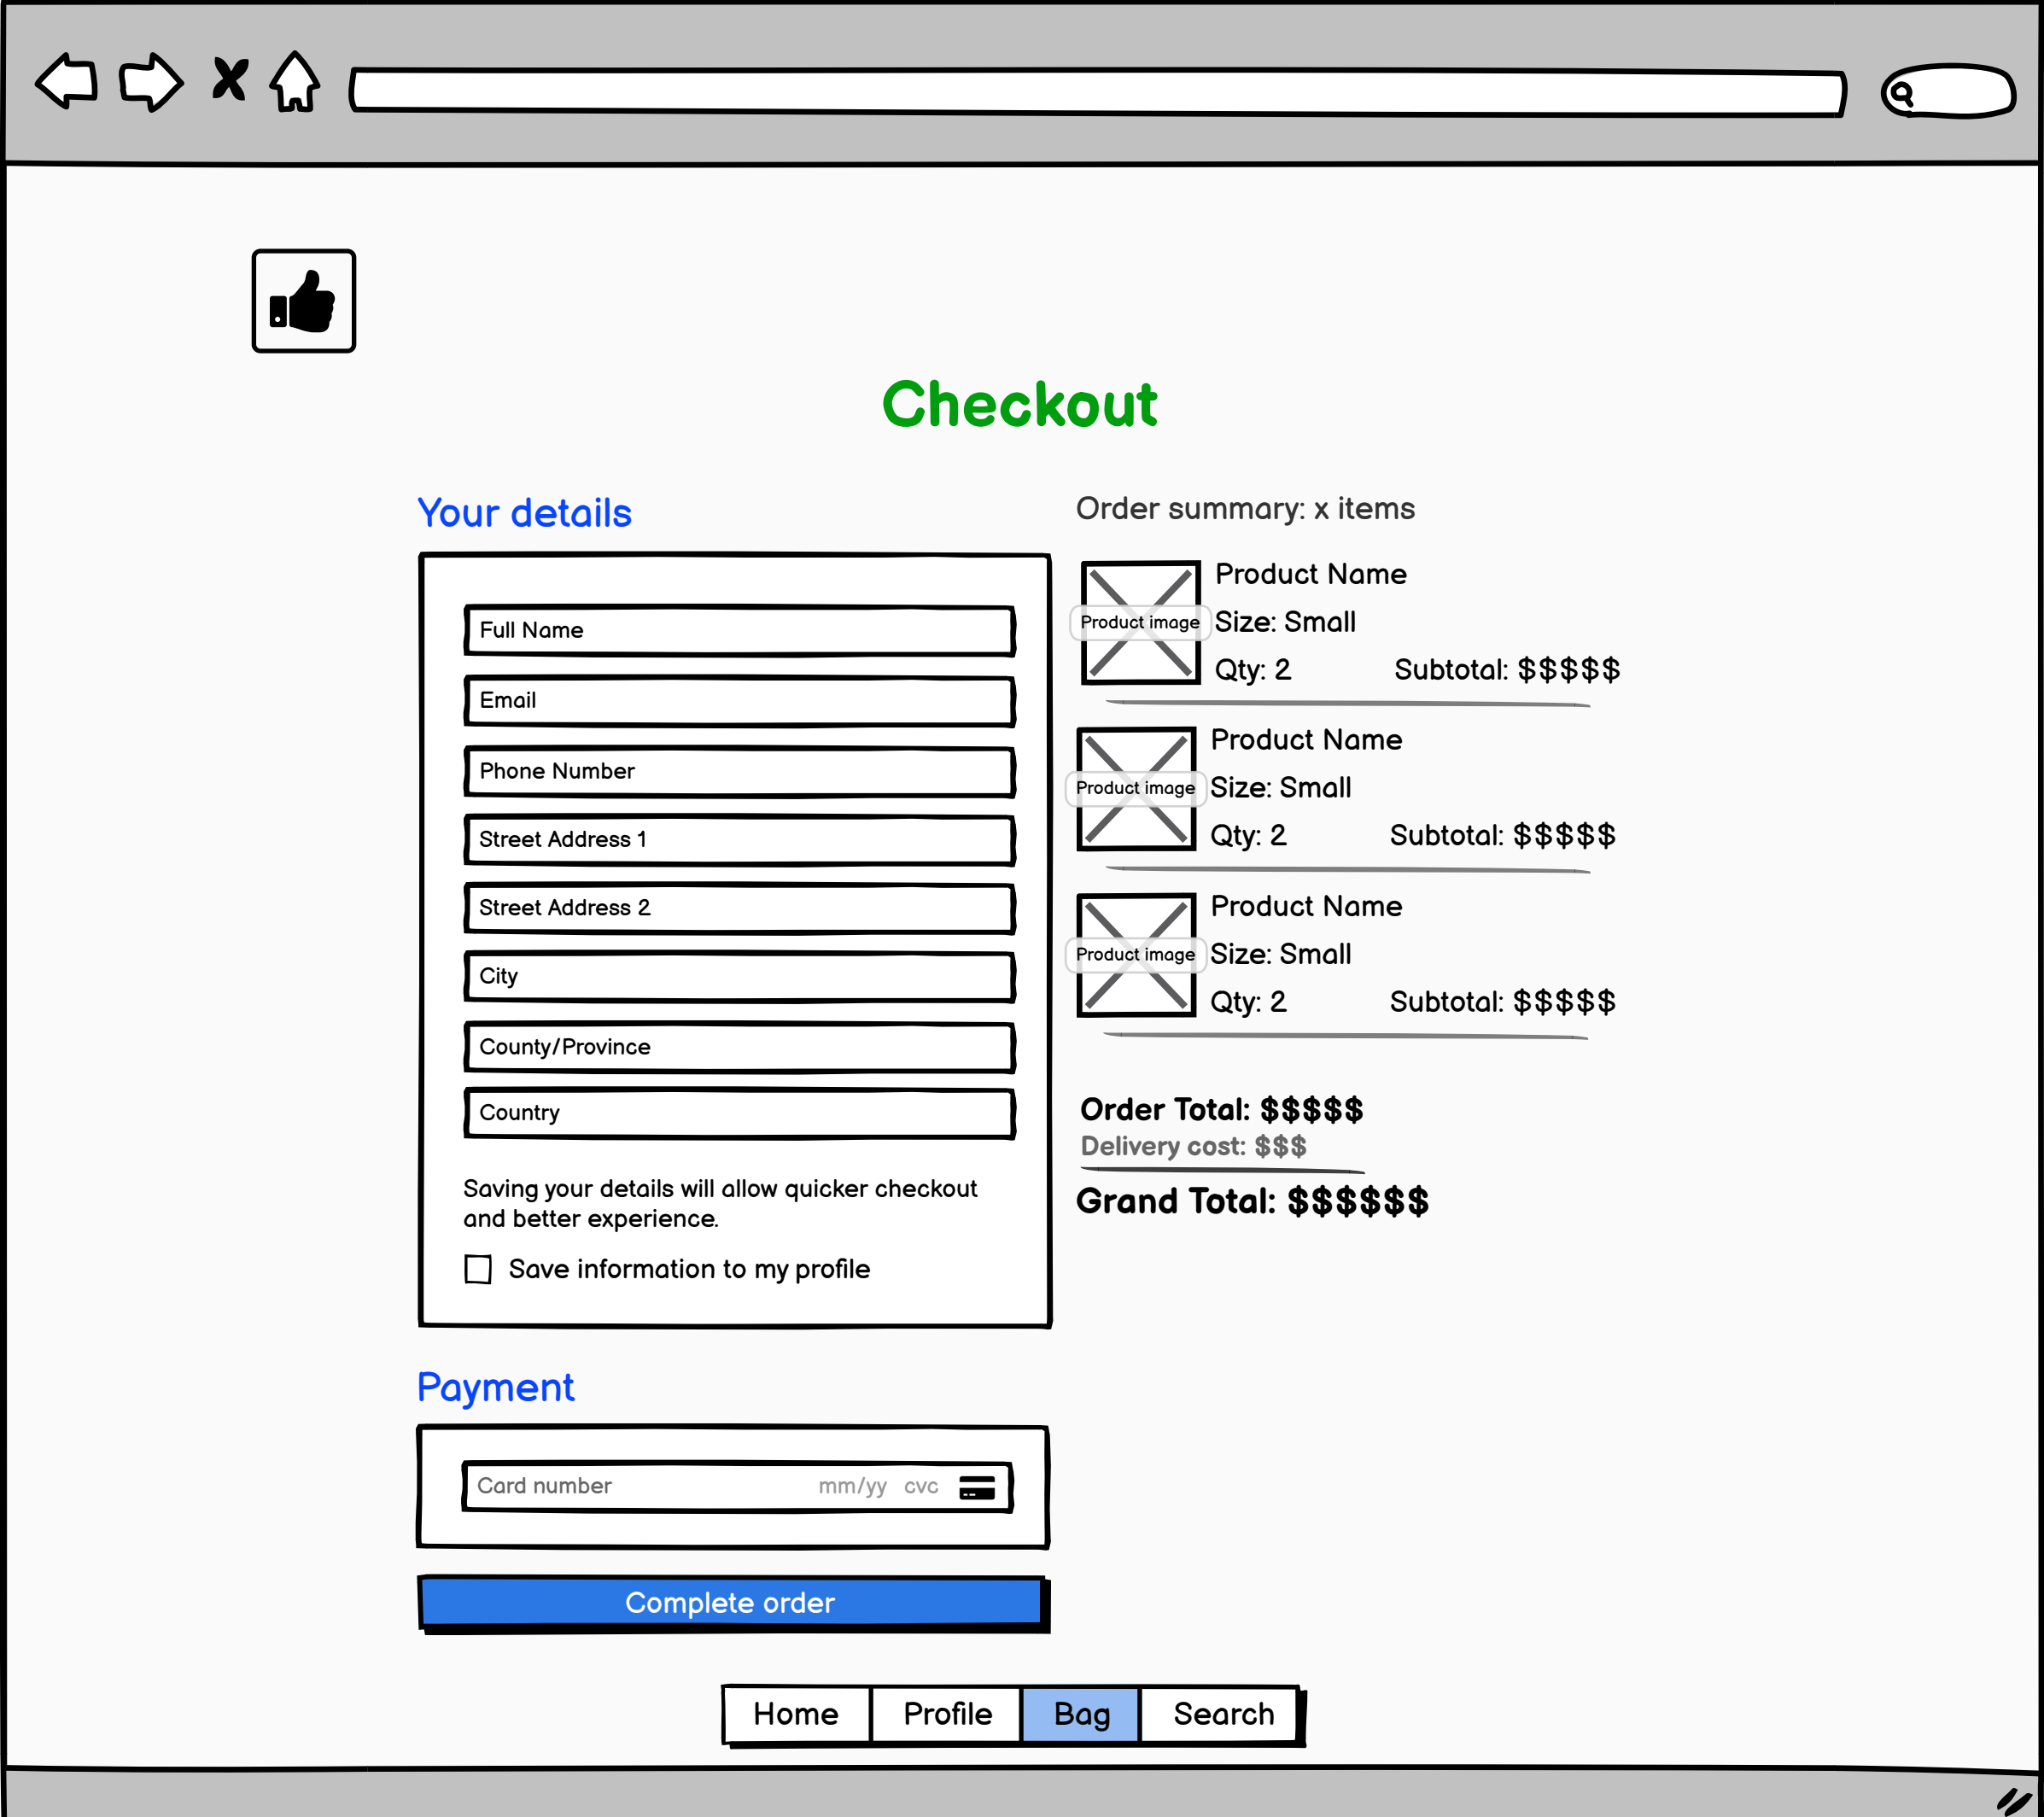 Checkout
Your details
Full Name
Email
Phone Number
Street Address 1
Street Address 2
City
County/Province
Country
Saving your details will allow quicker checkout
and better experience.
Save information to my profile
Order summary: x items
Product image
Product Name
Size: Small
Qty: 2 Subtotal: $$$$$
Product image
Product Name
Size: Small
Qty: 2 Subtotal: $$$$$
Product image
Product Name
Size: Small
Qty: 2 Subtotal: $$$$$
Order Total: $$$$$
Delivery cost: $$$
Grand Total: $$$$$$
Payment
Card number mm/yy cvc
Complete order
Home Profile Bag Search